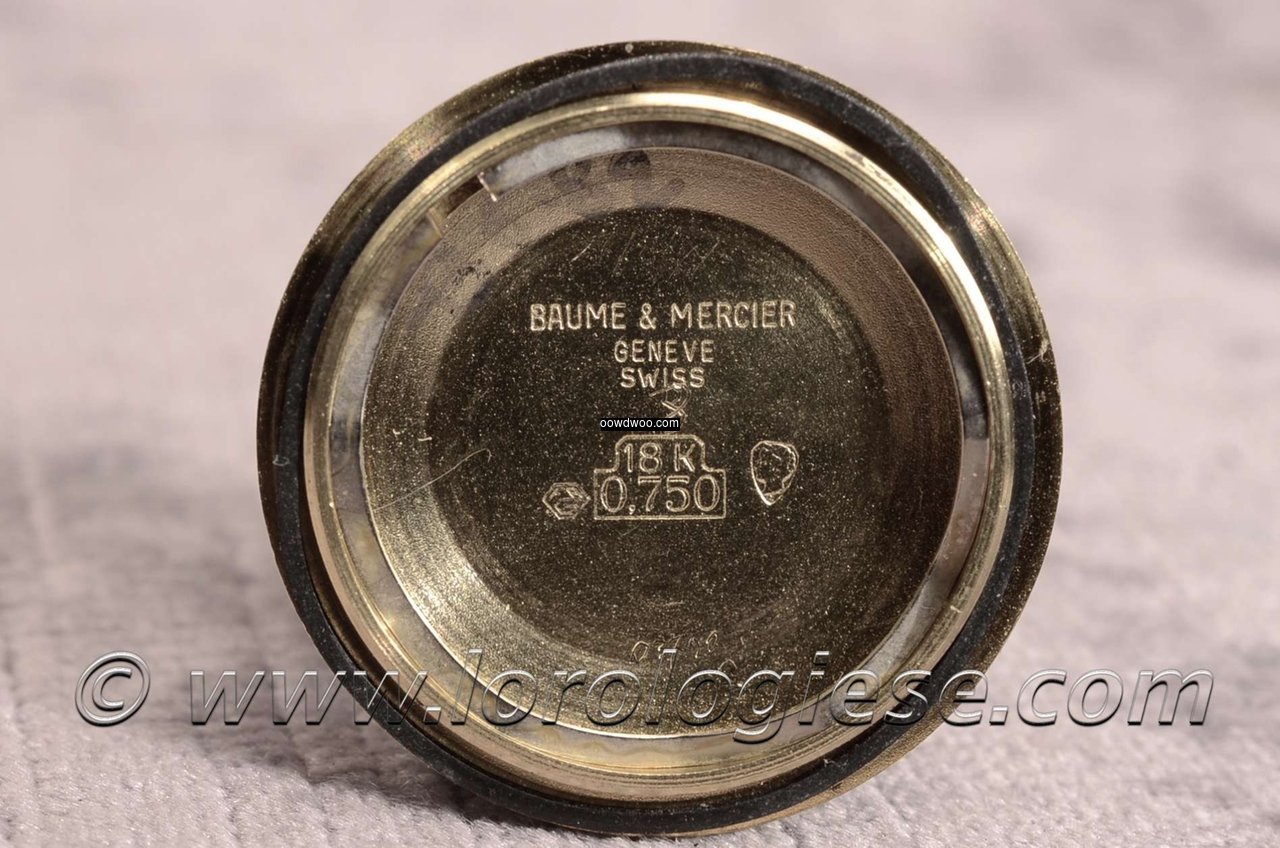 BAUME & MERCIER
GENEVE
SWISS
oowdwoo.com
18 K
0,750
© www.lorologiese.com